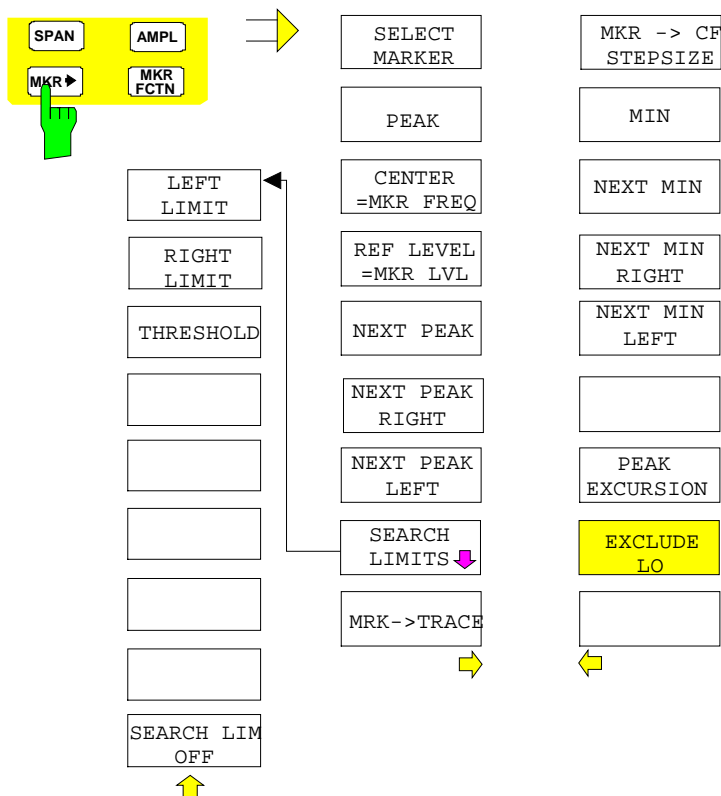 SPAN
AMPL
MKR
MKR
FCTN
LEFT
LIMIT
RIGHT
LIMIT
THRESHOLD
SEARCH LIM
OFF
SELECT
MARKER
PEAK
CENTER
=MKR FREQ
REF LEVEL
=MKR LVL
NEXT PEAK
NEXT PEAK
RIGHT
NEXT PEAK
LEFT
SEARCH
LIMITS
MRK->TRACE
MKR -> CF
STEPSIZE
MIN
NEXT MIN
NEXT MIN
RIGHT
NEXT MIN
LEFT
PEAK
EXCURSION
EXCLUDE
LO